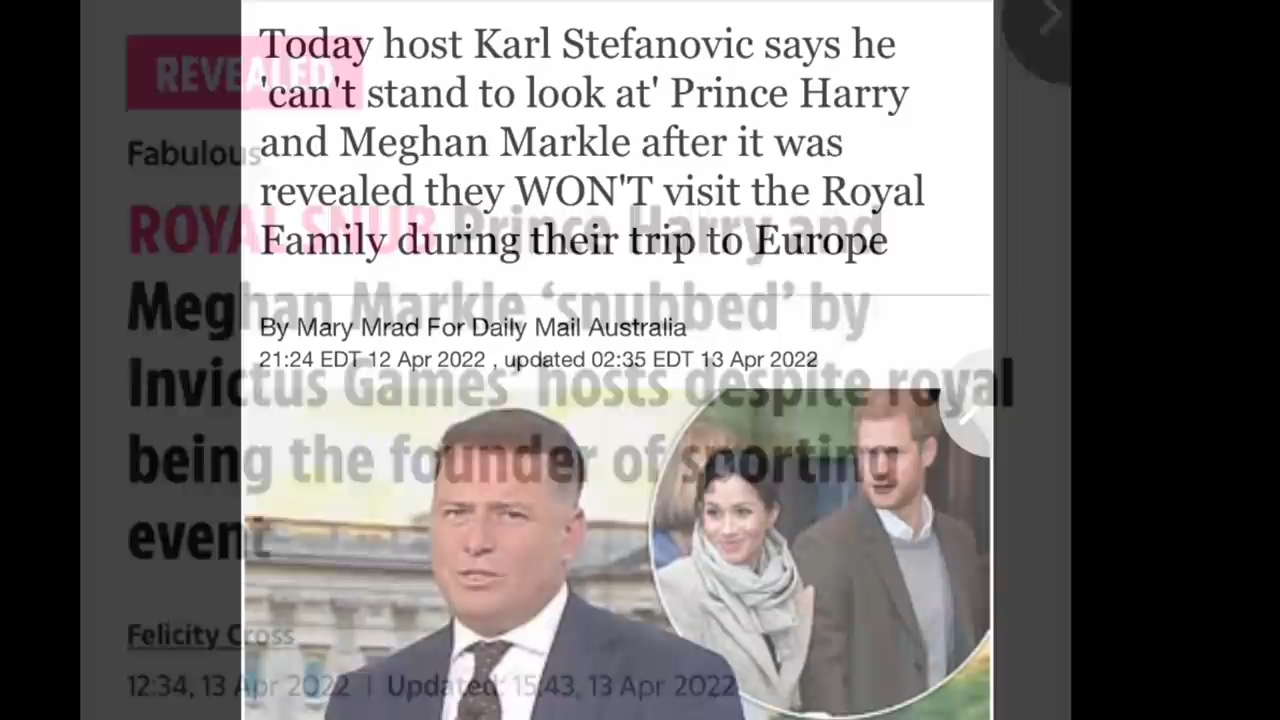 Today host Karl Stefanovic says he
'can't stand to look at' Prince Harry
and Meghan Markle after it was
revealed they WON'T visit the Royal
Family during their trip to Europe
By Mary Mrad For Daily Mail Australia
21:24 EDT 12 Apr 2022 , updated 02:35 EDT 13 Apr 2022
REVEALED
Fabulous
ROYAL SNUB Prince Harry and
Meghan Markle ‘snubbed’ by
Invictus Games’ hosts despite royal
being the founder of sporting
event
Felicity Cross
12:34, 13 Apr 2022 | Updated: 15:43, 13 Apr 2022